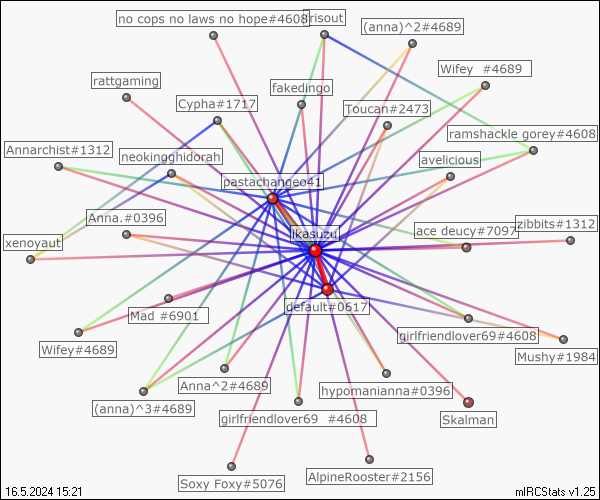 no cops no laws no hope#4608
risout
(anna)^2#4689
Wifey  #4689
rattgaming
fakedingo
Cypha#1717
Toucan#2473
ramshackle gorey#4608
Annarchist#1312
neokingghidorah
avelicious
pastachangeo41
Anna.#0396
ikasuzu
ace deucy#7097
zibbits#1312
xenoyaut
default#0617
Mad #6901
girlfriendlover69#4608
Wifey#4689
Mushy#1984
Anna^2#4689
hypomanianna#0396
(anna)^3#4689
girlfriendlover69  #4608
Skalman
Soxy Foxy#5076
AlpineRooster#2156
16.5.2024 15:21
mIRCStats v1.25